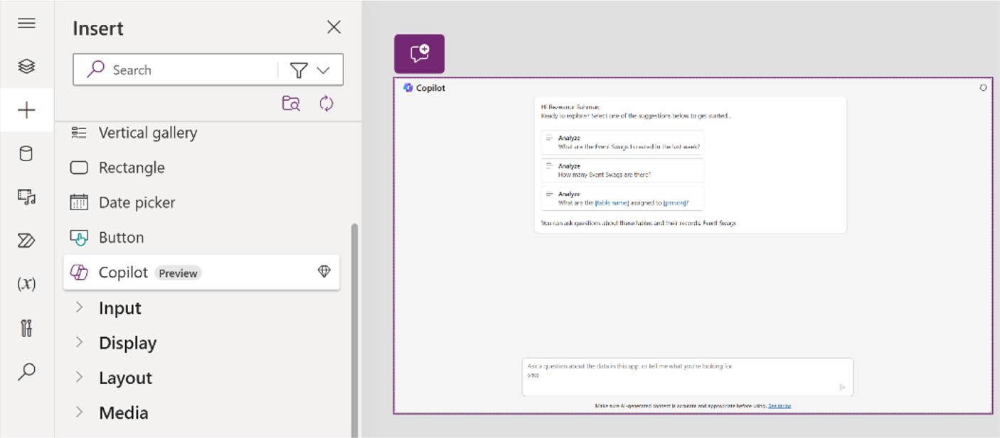 Insert
Search
Vertical gallery
Rectangle
Date picker
Button
Copilot Preview
(x)
Input
Display
Layout
Media
Copilot
Hi Rezwanur Rahman,
Ready to explore? Select one of the suggestions below to get started...
Analyze
What are the Event Swags I created in the last week?
Analyze
How many Event Swags are there?
Analyze
What are the [table name] assigned to [person]?
You can ask questions about these tables and their records: Event Swags
Ask a question about the data in this app, or tell me what you're looking for
0/500
Make sure AI-generated content is accurate and appropriate before using. See terms